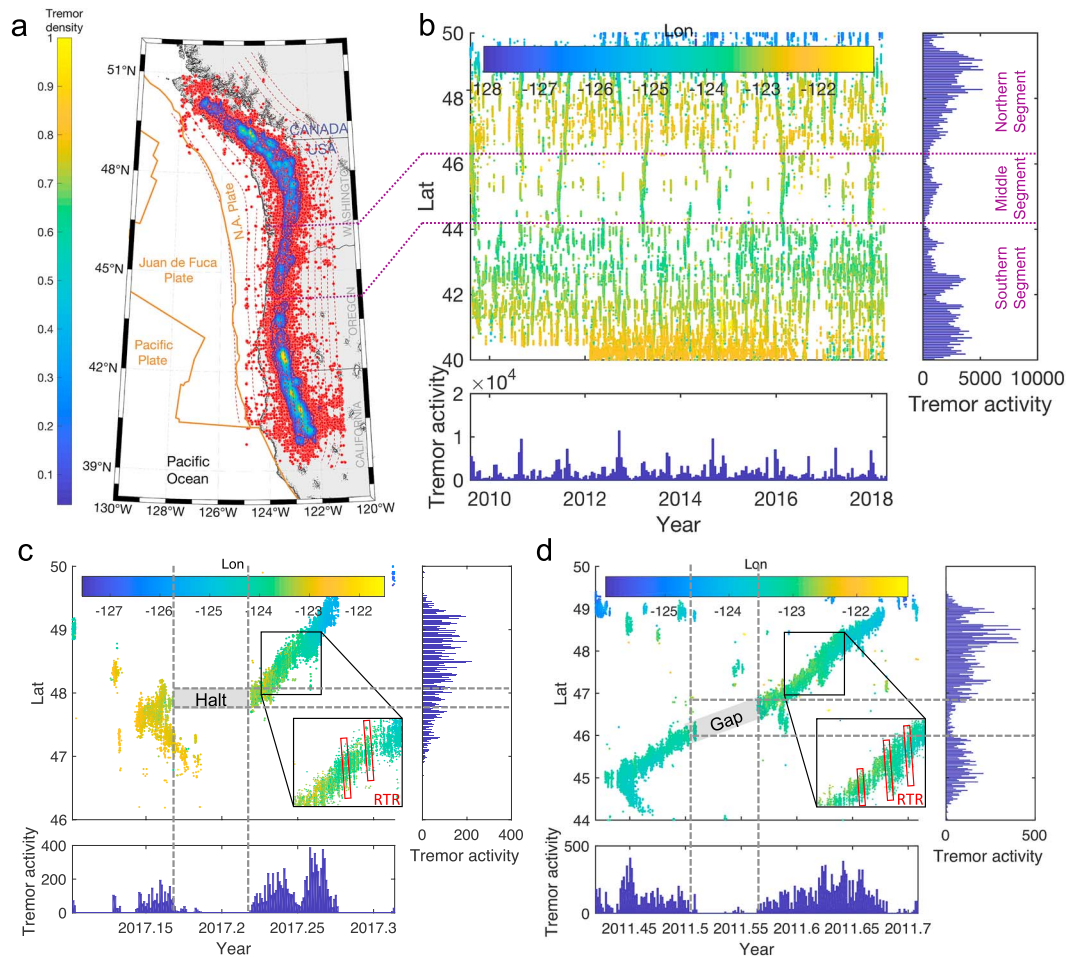 a
Tremor
density
1
0.9
0.8
0.7
0.6
0.5
0.4
0.3
0.2
0.1
51°N
48°N
45°N
42°N
39°N
130°W
128°W
126°W
124°W
122°W
120°W
CANADA
USA
WASHINGTON
OREGON
CALIFORNIA
N.A. Plate
Juan de Fuca
Plate
Pacific
Plate
Pacific
Ocean
b
Lon
-128
-127
-126
-125
-124
-123
-122
50
48
46
44
42
40
Lat
Northern
Segment
Middle
Segment
Southern
Segment
0
5000
10000
Tremor activity
×10⁴
2
1
0
Tremor activity
2010
2012
2014
2016
2018
Year
c
Lon
-127
-126
-125
-124
-123
-122
50
49
48
47
46
Lat
Halt
RTR
0
200
400
Tremor activity
400
200
0
Tremor activity
2017.15
2017.2
2017.25
2017.3
Year
d
Lon
-125
-124
-123
-122
50
49
48
47
46
45
44
Lat
Gap
RTR
0
500
Tremor activity
500
0
Tremor activity
2011.45
2011.5
2011.55
2011.6
2011.65
2011.7
Year